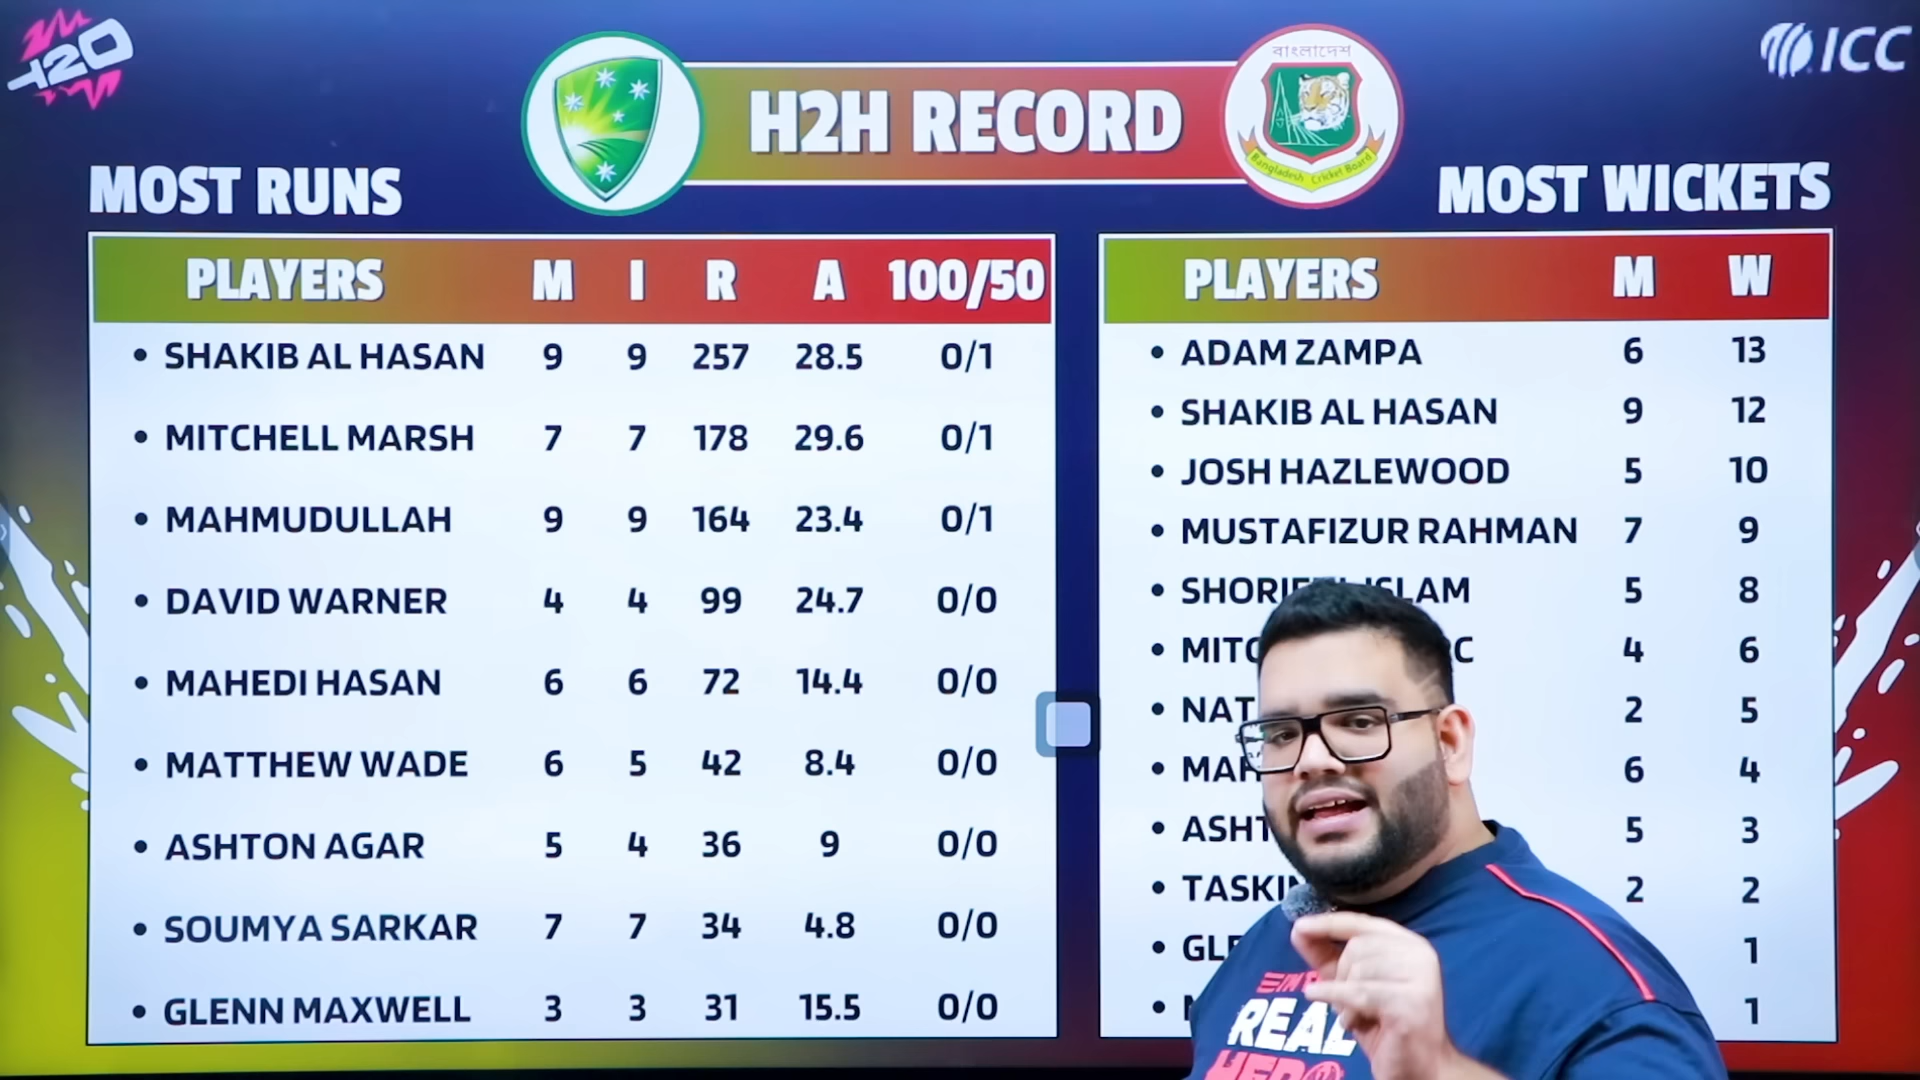 T20
ICC
বাংলাদেশ
Bangladesh Cricket Board
H2H RECORD
MOST RUNS
PLAYERS M I R A 100/50
SHAKIB AL HASAN 9 9 257 28.5 0/1
MITCHELL MARSH 7 7 178 29.6 0/1
MAHMUDULLAH 9 9 164 23.4 0/1
DAVID WARNER 4 4 99 24.7 0/0
MAHEDI HASAN 6 6 72 14.4 0/0
MATTHEW WADE 6 5 42 8.4 0/0
ASHTON AGAR 5 4 36 9 0/0
SOUMYA SARKAR 7 7 34 4.8 0/0
GLENN MAXWELL 3 3 31 15.5 0/0
MOST WICKETS
PLAYERS M W
ADAM ZAMPA 6 13
SHAKIB AL HASAN 9 12
JOSH HAZLEWOOD 5 10
MUSTAFIZUR RAHMAN 7 9
5 8
4 6
2 5
6 4
5 3
2 2
1
1
REAL